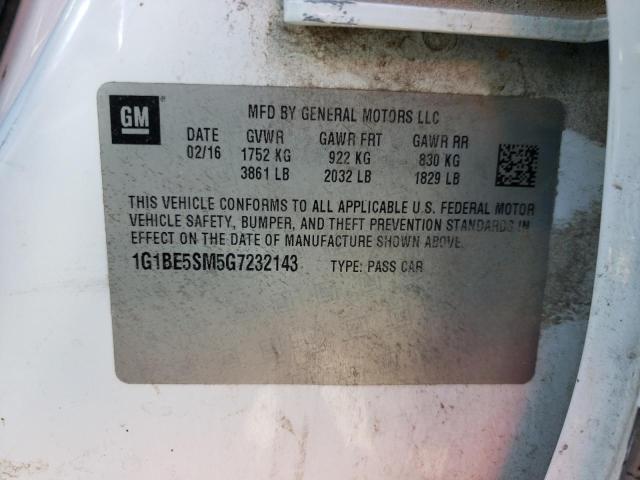 GM
MFD BY GENERAL MOTORS LLC
DATE GVWR GAWR FRT GAWR RR
02/16 1752 KG 922 KG 830 KG
3861 LB 2032 LB 1829 LB
THIS VEHICLE CONFORMS TO ALL APPLICABLE U.S. FEDERAL MOTOR
VEHICLE SAFETY, BUMPER, AND THEFT PREVENTION STANDARDS IN
EFFECT ON THE DATE OF MANUFACTURE SHOWN ABOVE.
1G1BE5SM5G7232143 TYPE: PASS CAR